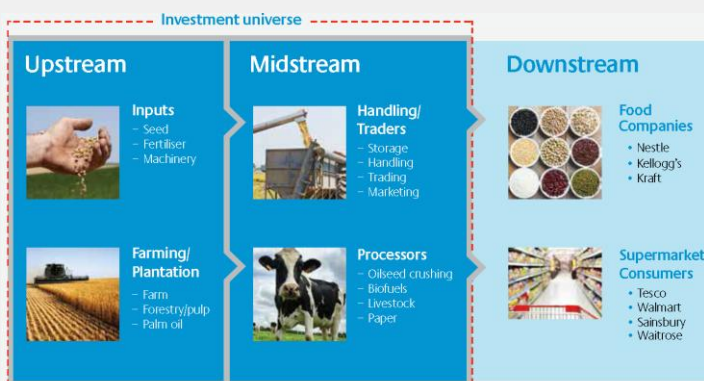 Investment universe
Upstream
Inputs
– Seed
– Fertiliser
– Machinery
Farming/
Plantation
– Farm
– Forestry/pulp
– Palm oil
Midstream
Handling/
Traders
– Storage
– Handling
– Trading
– Marketing
Processors
– Oilseed crushing
– Biofuels
– Livestock
– Paper
Downstream
Food
Companies
• Nestle
• Kellogg's
• Kraft
Supermarket
Consumers
• Tesco
• Walmart
• Sainsbury
• Waitrose